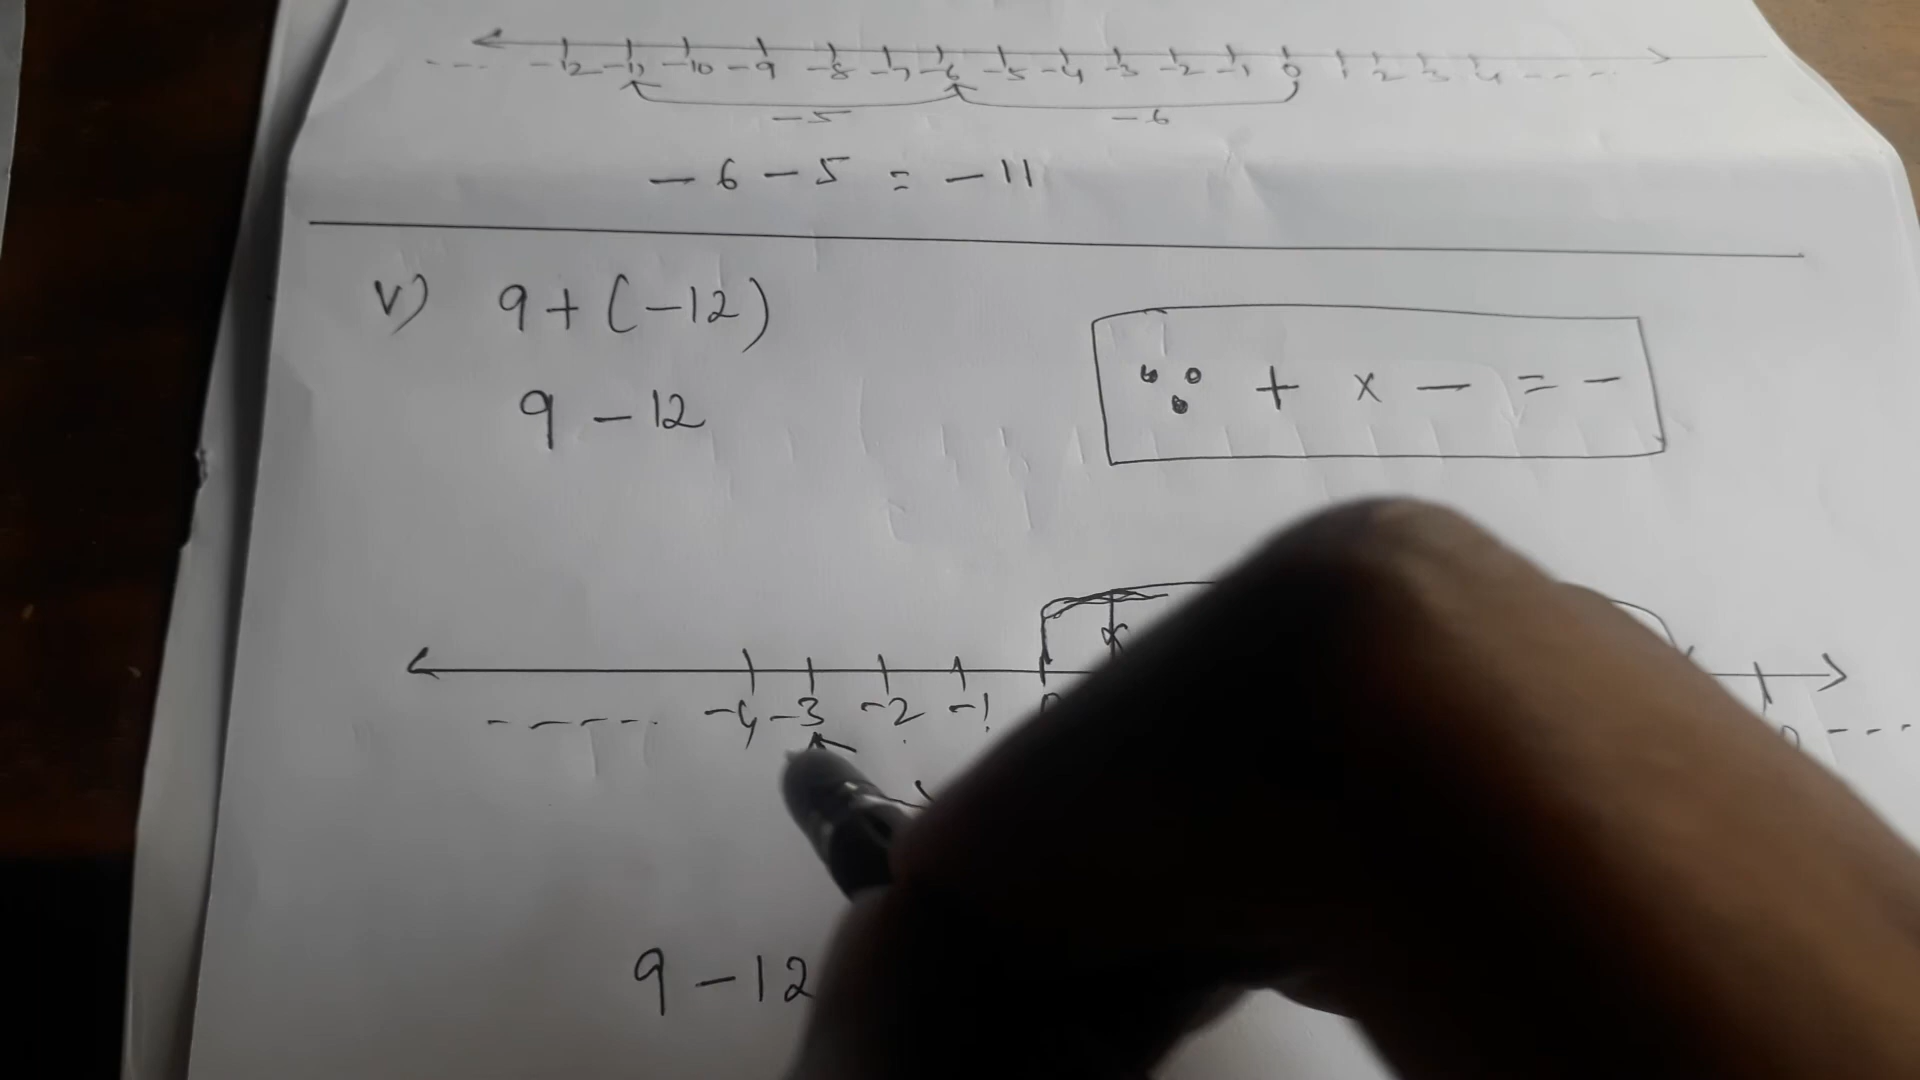 --- -12 -11 -10 -9 -8 -7 -6 -5 -4 -3 -2 -1 0 1 2 3 4 ----
-5 -6
-6 - 5 = -11
v) 9 + (-12)
9 - 12
∵ + x - = -
----- -4 -3 -2 -1 0 ---
9 - 12